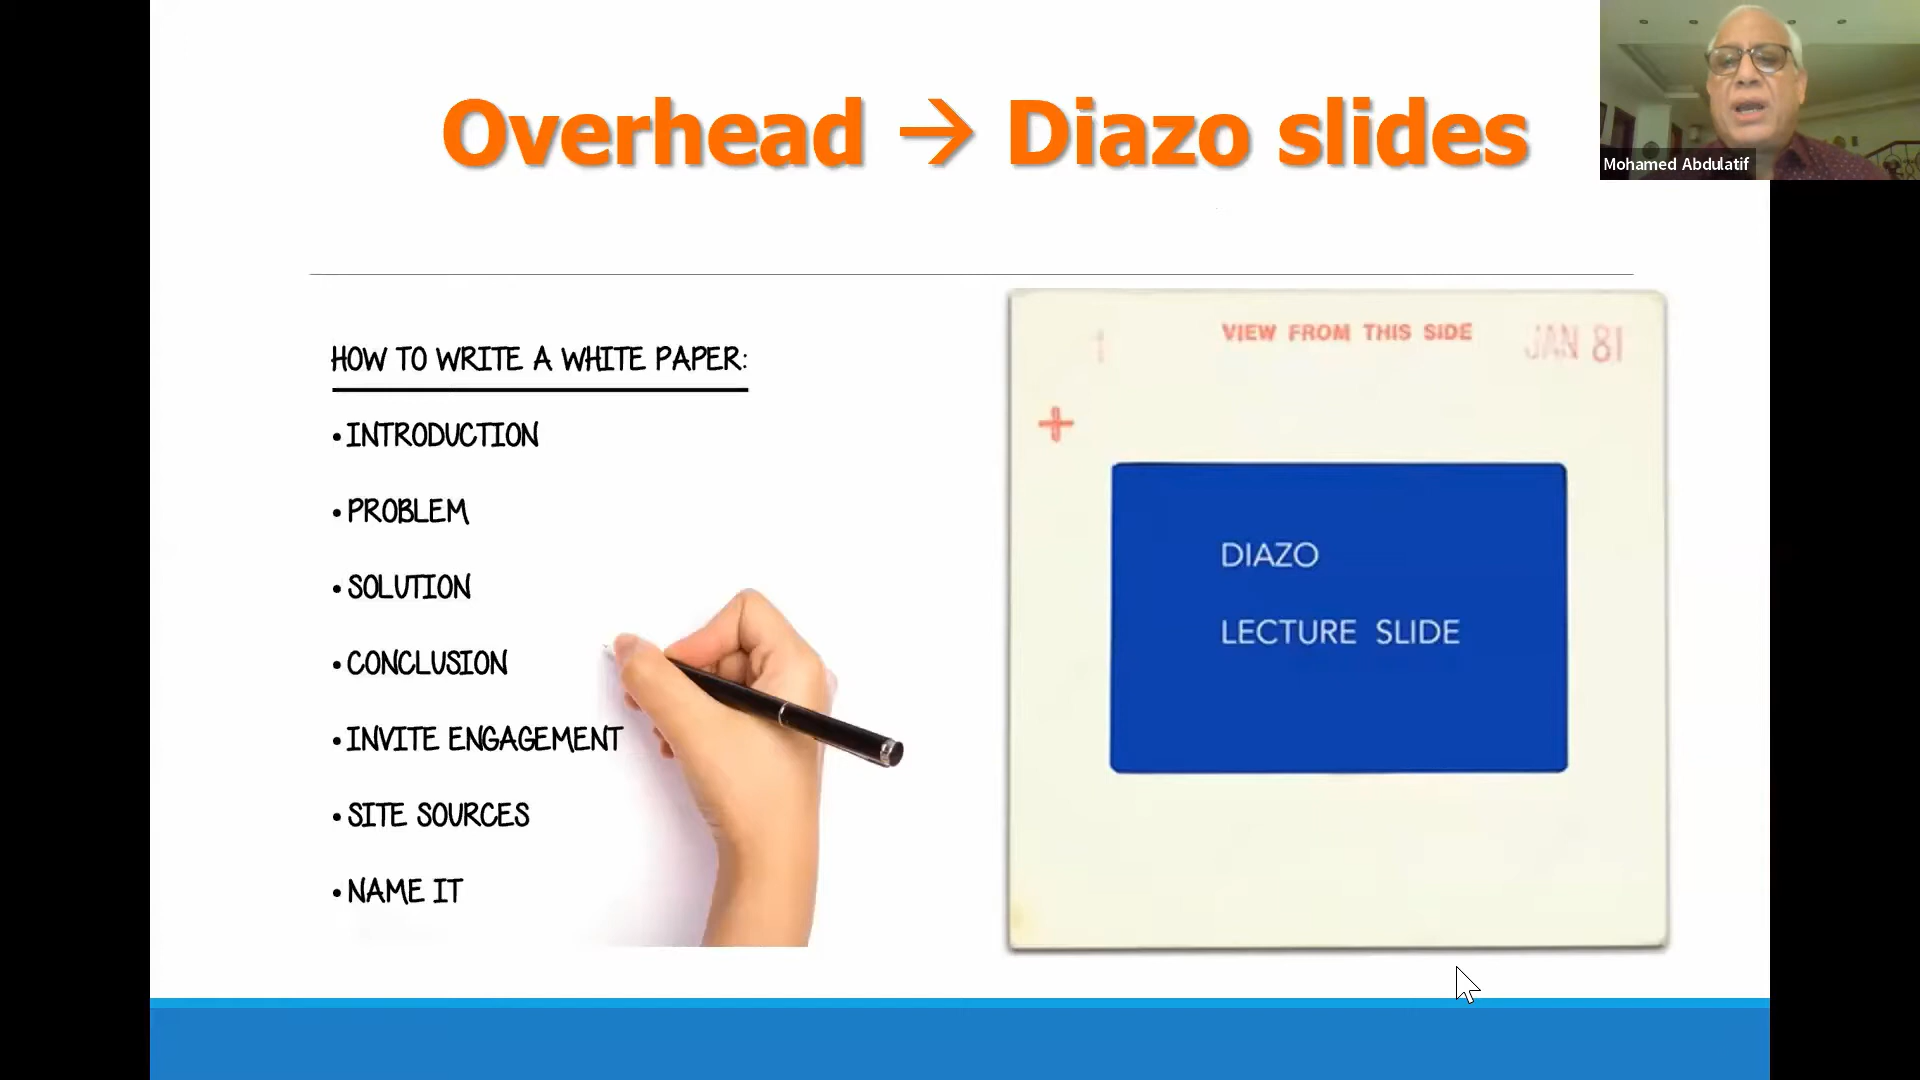 Overhead → Diazo slides
Mohamed Abdulatif
HOW TO WRITE A WHITE PAPER:
• INTRODUCTION
• PROBLEM
• SOLUTION
• CONCLUSION
• INVITE ENGAGEMENT
• SITE SOURCES
• NAME IT
VIEW FROM THIS SIDE
JAN 81
DIAZO
LECTURE SLIDE